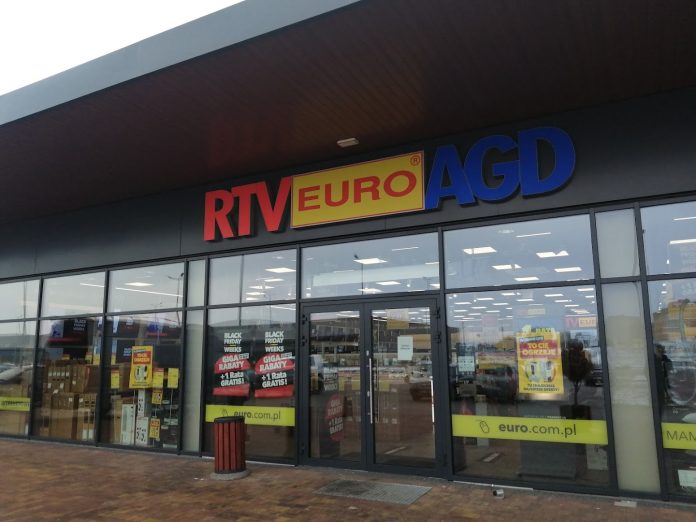 RTV EURO® AGD
BLACK FRIDAY
WEEKS
GIGA
RABATY
+1 Rata
GRATIS!
BLACK FRIDAY
WEEKS
GIGA
RABATY
+1 Rata
GRATIS!
TO CIĘ
OGRZEJE
euro.com.pl
euro.com.pl
MAM